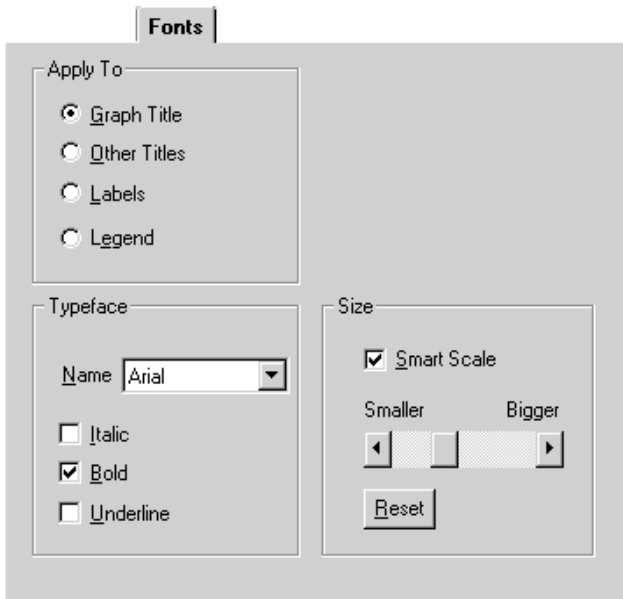 Fonts
Apply To
Graph Title
Other Titles
Labels
Legend
Typeface
Name Arial
Italic
Bold
Underline
Size
Smart Scale
Smaller Bigger
Reset